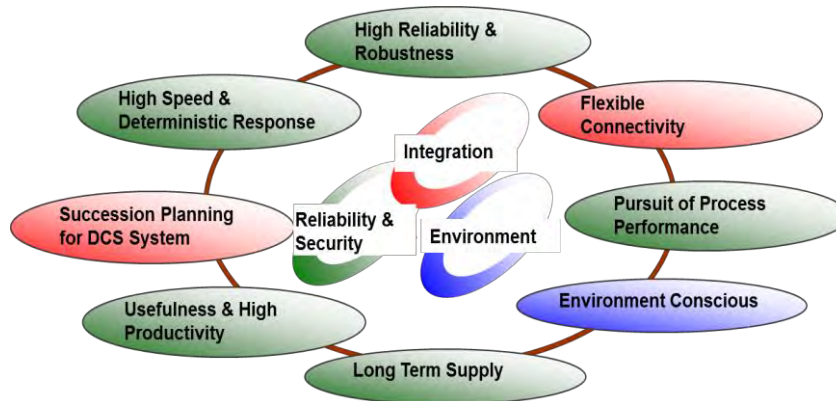 High Reliability &
Robustness
High Speed &
Deterministic Response
Flexible
Connectivity
Integration
Succession Planning
for DCS System
Reliability &
Security
Environment
Pursuit of Process
Performance
Usefulness & High
Productivity
Environment Conscious
Long Term Supply